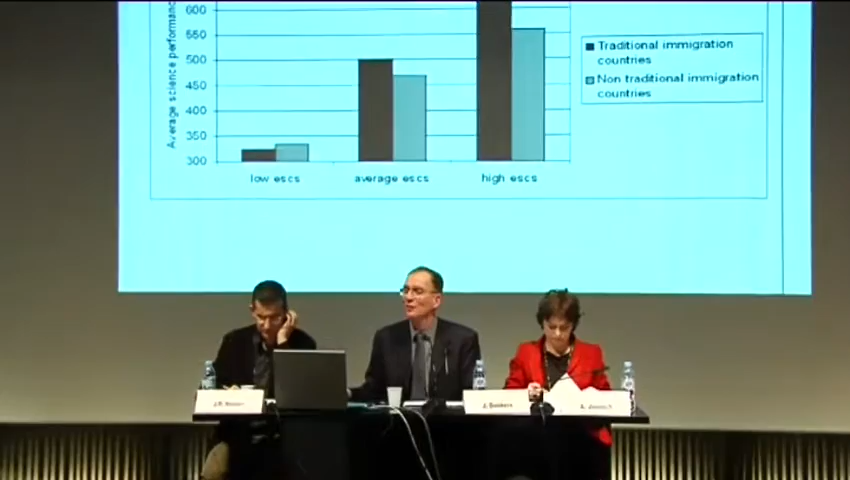 600
550
500
450
400
350
300
Average science performance
low escs
average escs
high escs
Traditional immigration
countries
Non traditional immigration
countries
J. Dronkers